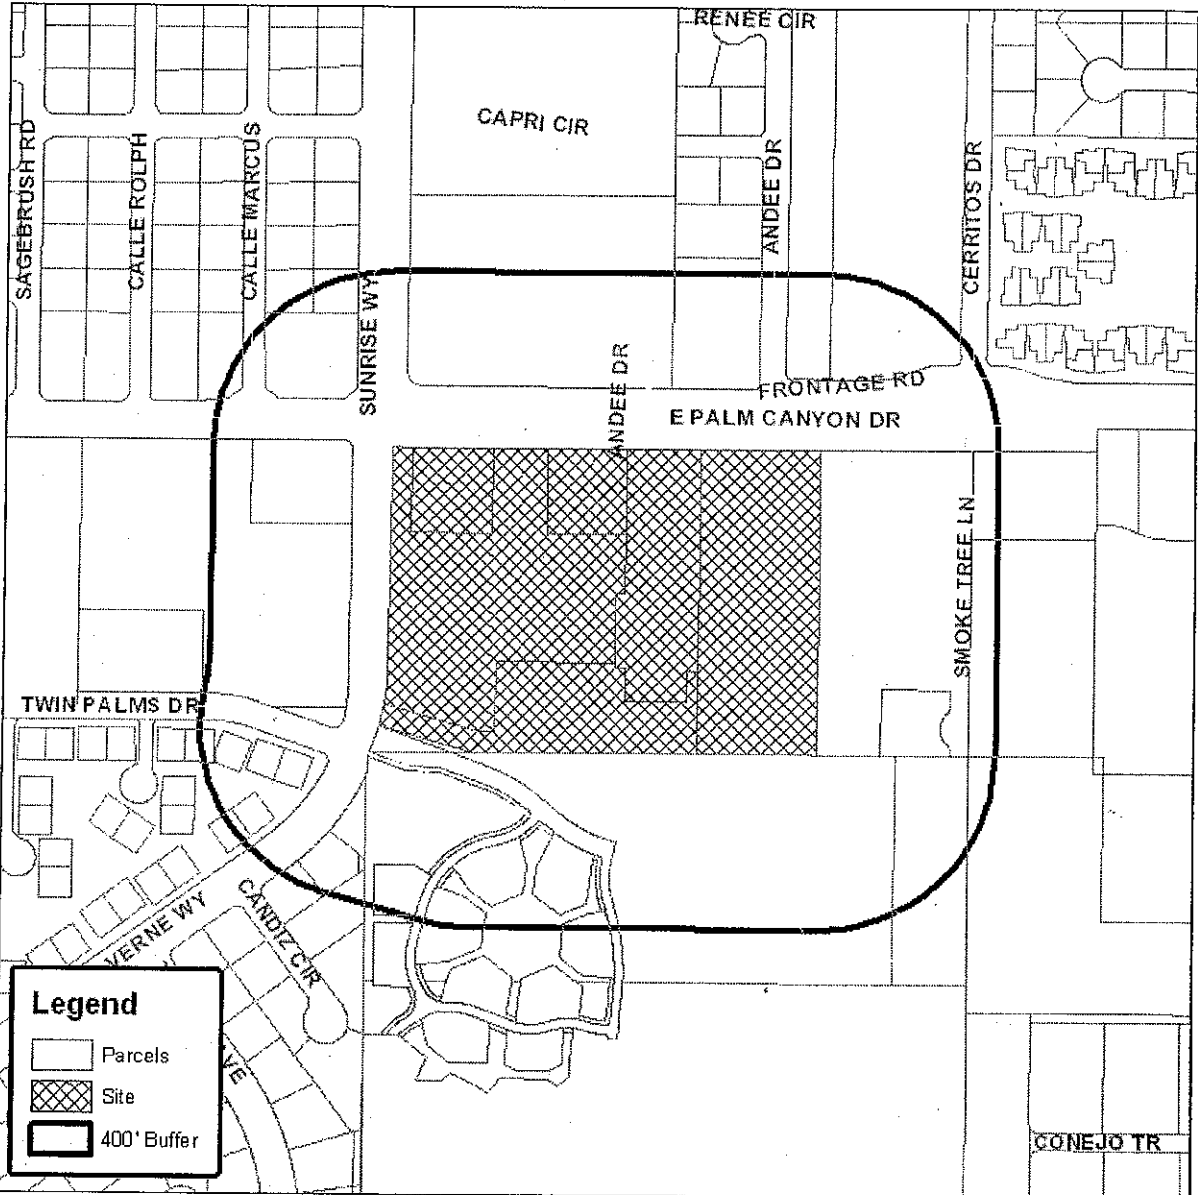 RENEE CIR
CAPRI CIR
SAGEBRUSH RD
CALLE ROLPH
CALLE MARCUS
ANDEE DR
CERRITOS DR
SUNRISE WY
ANDEE DR
FRONTAGE RD
E PALM CANYON DR
SMOKE TREE LN
TWIN PALMS DR
VERNE WY
CANDIZ CIR
Legend
Parcels
Site
400' Buffer
CONEJO TR